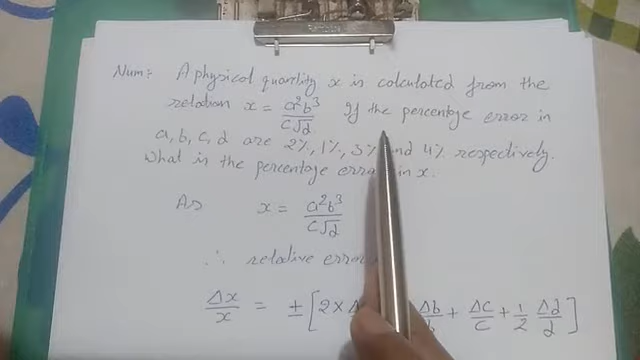 Num:- A physical quantity x is calculated from the
relation x = a²b³/c√d If the percentage error in
a, b, c, d are 2%, 1%, 3% and 4% respectively.
What is the percentage error in x.
As x = a²b³/c√d
∴ relative error
Δx/x = ± [2 × Δb/b + Δc/c + 1/2 Δd/d]